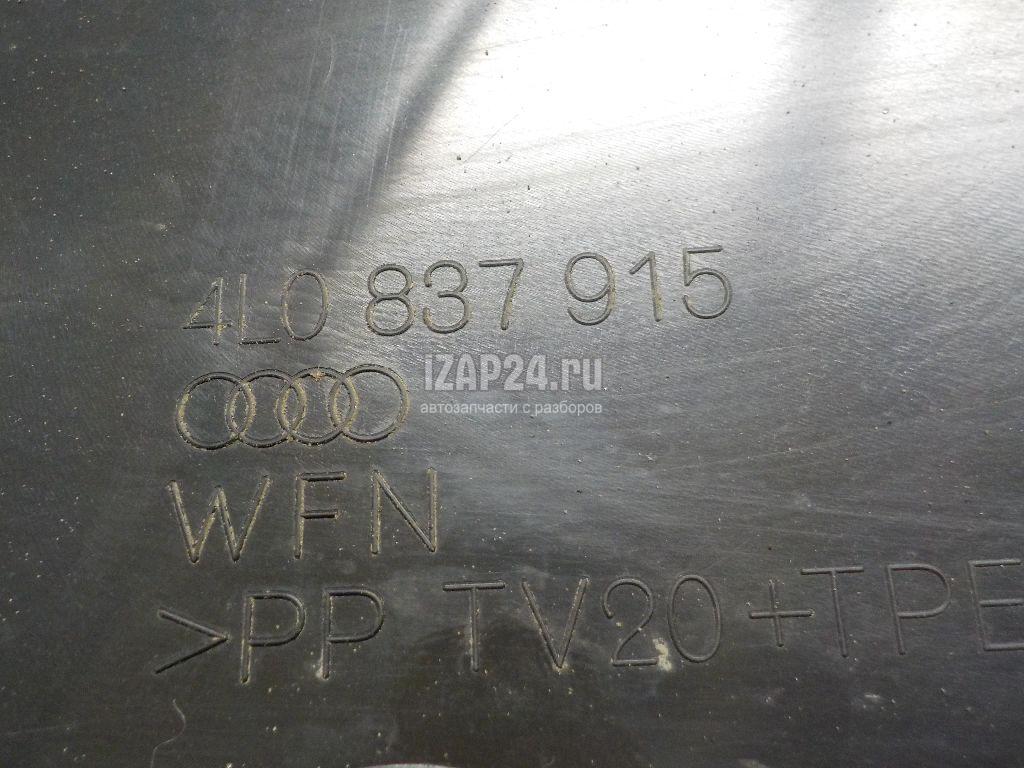 4L0 837 915
iZAP24.ru
автозапчасти с разборов
WFN
>PP TV20+TPE